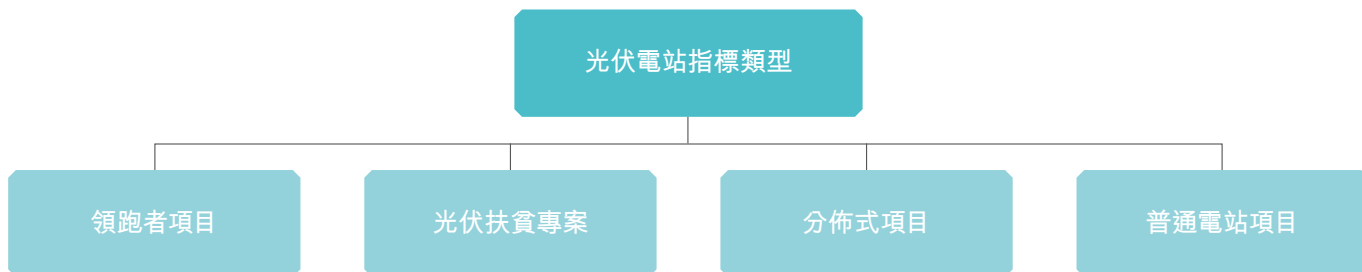 光伏電站指標類型
領跑者項目
光伏扶貧專案
分佈式項目
普通電站項目